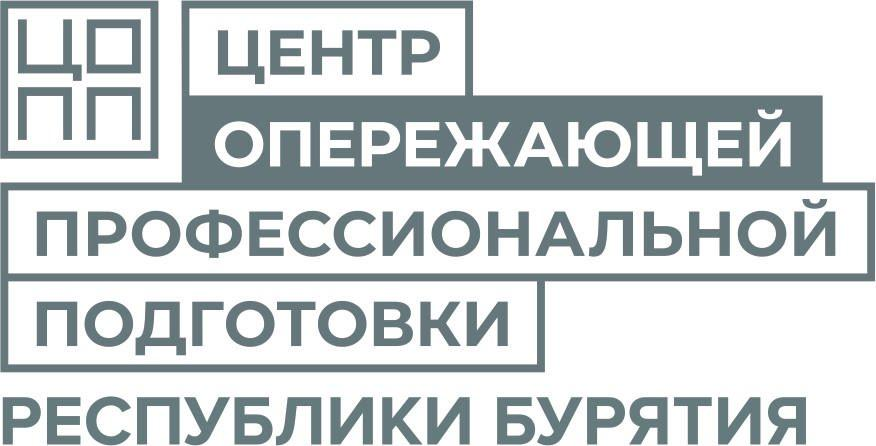 ЦО
ПП
ЦЕНТР
ОПЕРЕЖАЮЩЕЙ
ПРОФЕССИОНАЛЬНОЙ
ПОДГОТОВКИ
РЕСПУБЛИКИ БУРЯТИЯ